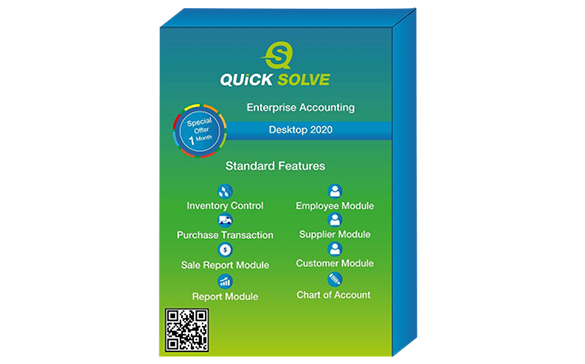 QUiCK SOLVE
Enterprise Accounting
Desktop 2020
Special
Offer
1 Month
Standard Features
Inventory Control
Employee Module
Purchase Transaction
Supplier Module
Sale Report Module
Customer Module
Report Module
Chart of Account